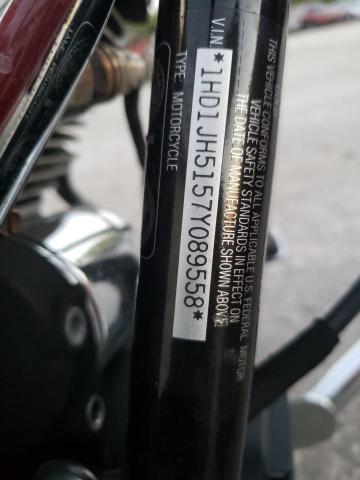 V.I.N. *1HD1JH5157Y089558*
TYPE MOTORCYCLE
THIS VEHICLE CONFORMS TO ALL APPLICABLE U.S. FEDERAL MOTOR
VEHICLE SAFETY STANDARDS IN EFFECT ON
THE DATE OF MANUFACTURE SHOWN ABOVE.